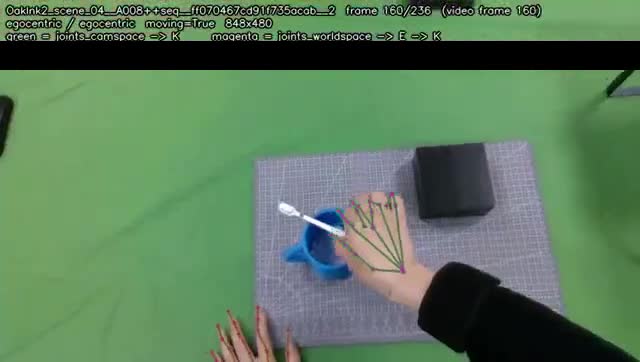 OakInk2_scene_04__A008++seq__ff070467cd91f735acab__2  frame 160/236  (video frame 160)
egocentric / egocentric  moving=True  848x480
green = joints_camspace -> K    magenta = joints_worldspace -> E -> K